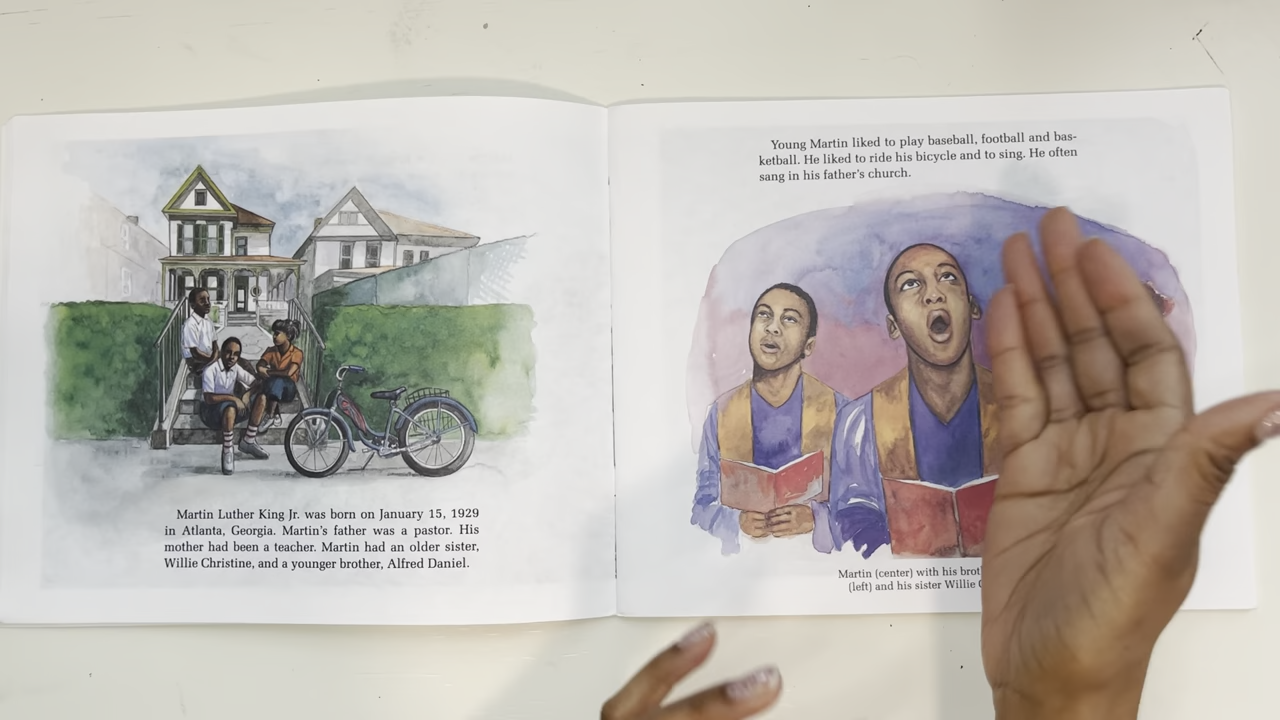 Martin Luther King Jr. was born on January 15, 1929
in Atlanta, Georgia. Martin's father was a pastor. His
mother had been a teacher. Martin had an older sister,
Willie Christine, and a younger brother, Alfred Daniel.
Young Martin liked to play baseball, football and bas-
ketball. He liked to ride his bicycle and to sing. He often
sang in his father's church.
Martin (center) with his
(left) and his sister Willie